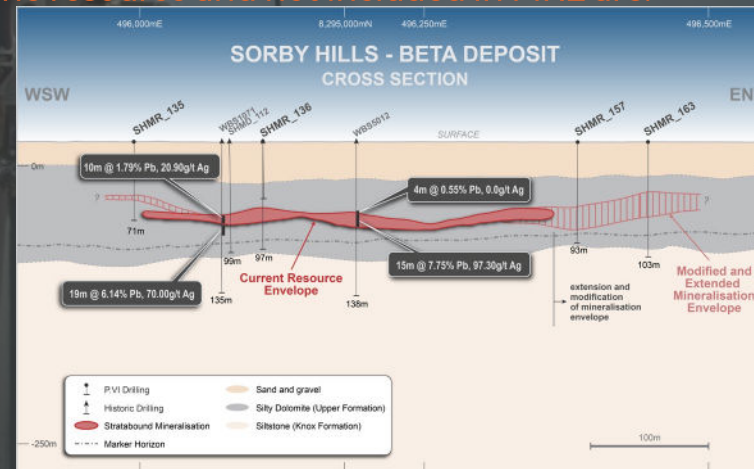 496,000mE
8,295,000mN
496,250mE
496,500mE
SORBY HILLS - BETA DEPOSIT
CROSS SECTION
WSW
EN
SHMR_135
WBS1071
SHMD_112
SHMR_136
WBS5012
SURFACE
SHMR_157
SHMR_163
0m
10m @ 1.79% Pb, 20.90g/t Ag
4m @ 0.55% Pb, 0.0g/t Ag
?
?
71m
99m
97m
93m
103m
19m @ 6.14% Pb, 70.00g/t Ag
135m
Current Resource
Envelope
138m
15m @ 7.75% Pb, 97.30g/t Ag
extension and
modification
of mineralisation
envelope
Modified and
Extended
Mineralisation
Envelope
P.VI Drilling
Historic Drilling
Stratabound Mineralisation
Marker Horizon
Sand and gravel
Silty Dolomite (Upper Formation)
Siltstone (Knox Formation)
-250m
100m